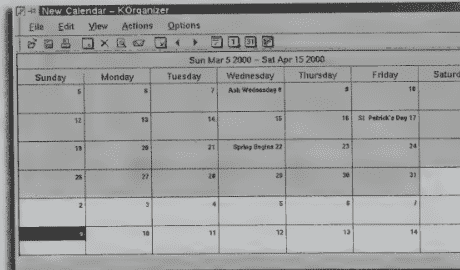 New Calendar - KOrganizer
File Edit View Actions Options
1 31
Sun Mar 5 2000 - Sat Apr 15 2000
Sunday Monday Tuesday Wednesday Thursday Friday Saturd
5 6 7 Ash Wednesday 8 9 10
12 13 14 15 16 St. Patrick's Day 17
19 20 21 Spring Begins 22 23 24
26 27 28 29 30 31
2 3 4 5 6 7
9 10 11 12 13 14